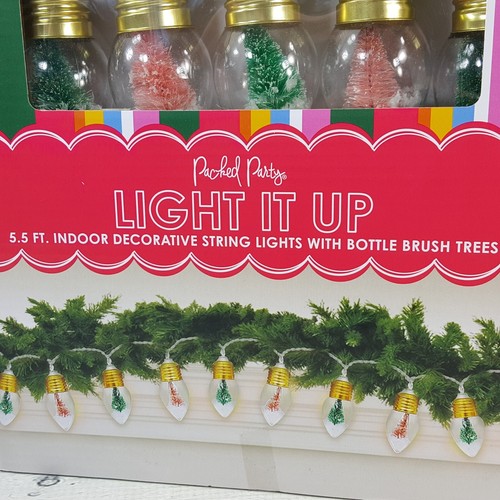 Packed Party®
LIGHT IT UP
5.5 FT. INDOOR DECORATIVE STRING LIGHTS WITH BOTTLE BRUSH TREES